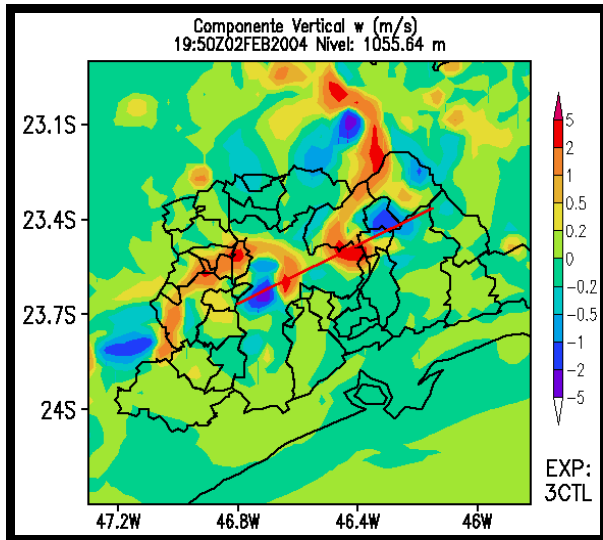 Componente Vertical w (m/s)
19:50Z02FEB2004 Nivel: 1055.64 m
23.1S
23.4S
23.7S
24S
47.2W
46.8W
46.4W
46W
5
2
1
0.5
0.2
0
-0.2
-0.5
-1
-2
-5
EXP:
3CTL